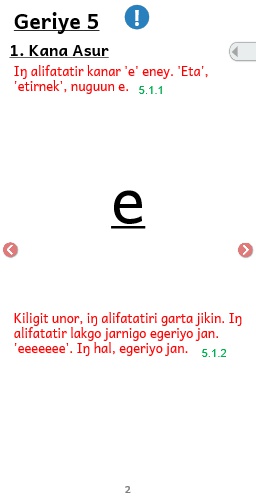 Geriye 5
!
1. Kana Asur
Iŋ alifatatir kanar 'e' eney. 'Eta',
'etirnek', nuguun e. 5.1.1
e
Kiligit unor, iŋ alifatatiri garta jikin. Iŋ
alifatatir lakgo jarnigo egeriyo jan.
'eeeeeee'. Iŋ hal, egeriyo jan. 5.1.2
2